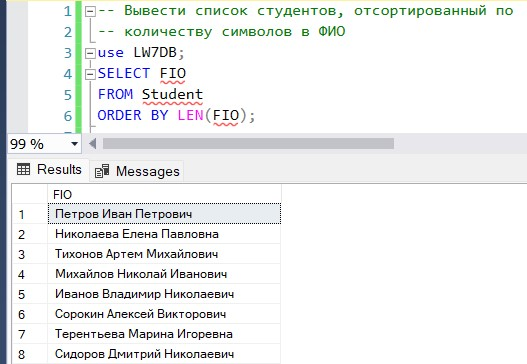 1 -- Вывести список студентов, отсортированный по
2 -- количеству символов в ФИО
3 use LW7DB;
4 SELECT FIO
5 FROM Student
6 ORDER BY LEN(FIO);
99 %
Results Messages
FIO
1 Петров Иван Петрович
2 Николаева Елена Павловна
3 Тихонов Артем Михайлович
4 Михайлов Николай Иванович
5 Иванов Владимир Николаевич
6 Сорокин Алексей Викторович
7 Терентьева Марина Игоревна
8 Сидоров Дмитрий Николаевич